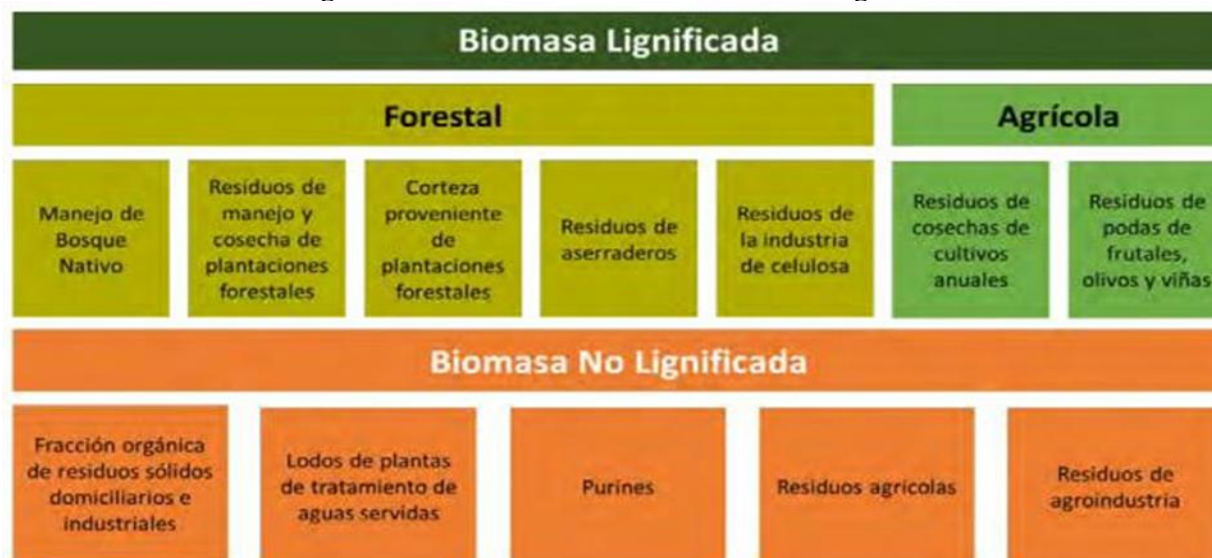 Biomasa Lignificada
Forestal
Agrícola
Manejo de
Bosque
Nativo
Residuos de
manejo y
cosecha de
plantaciones
forestales
Corteza
proveniente
de
plantaciones
forestales
Residuos de
aserraderos
Residuos de
la industria
de celulosa
Residuos de
cosechas de
cultivos
anuales
Residuos de
podas de
frutales,
olivos y viñas
Biomasa No Lignificada
Fracción orgánica
de residuos sólidos
domiciliarios e
industriales
Lodos de plantas
de tratamiento de
aguas servidas
Purines
Residuos agrícolas
Residuos de
agroindustria